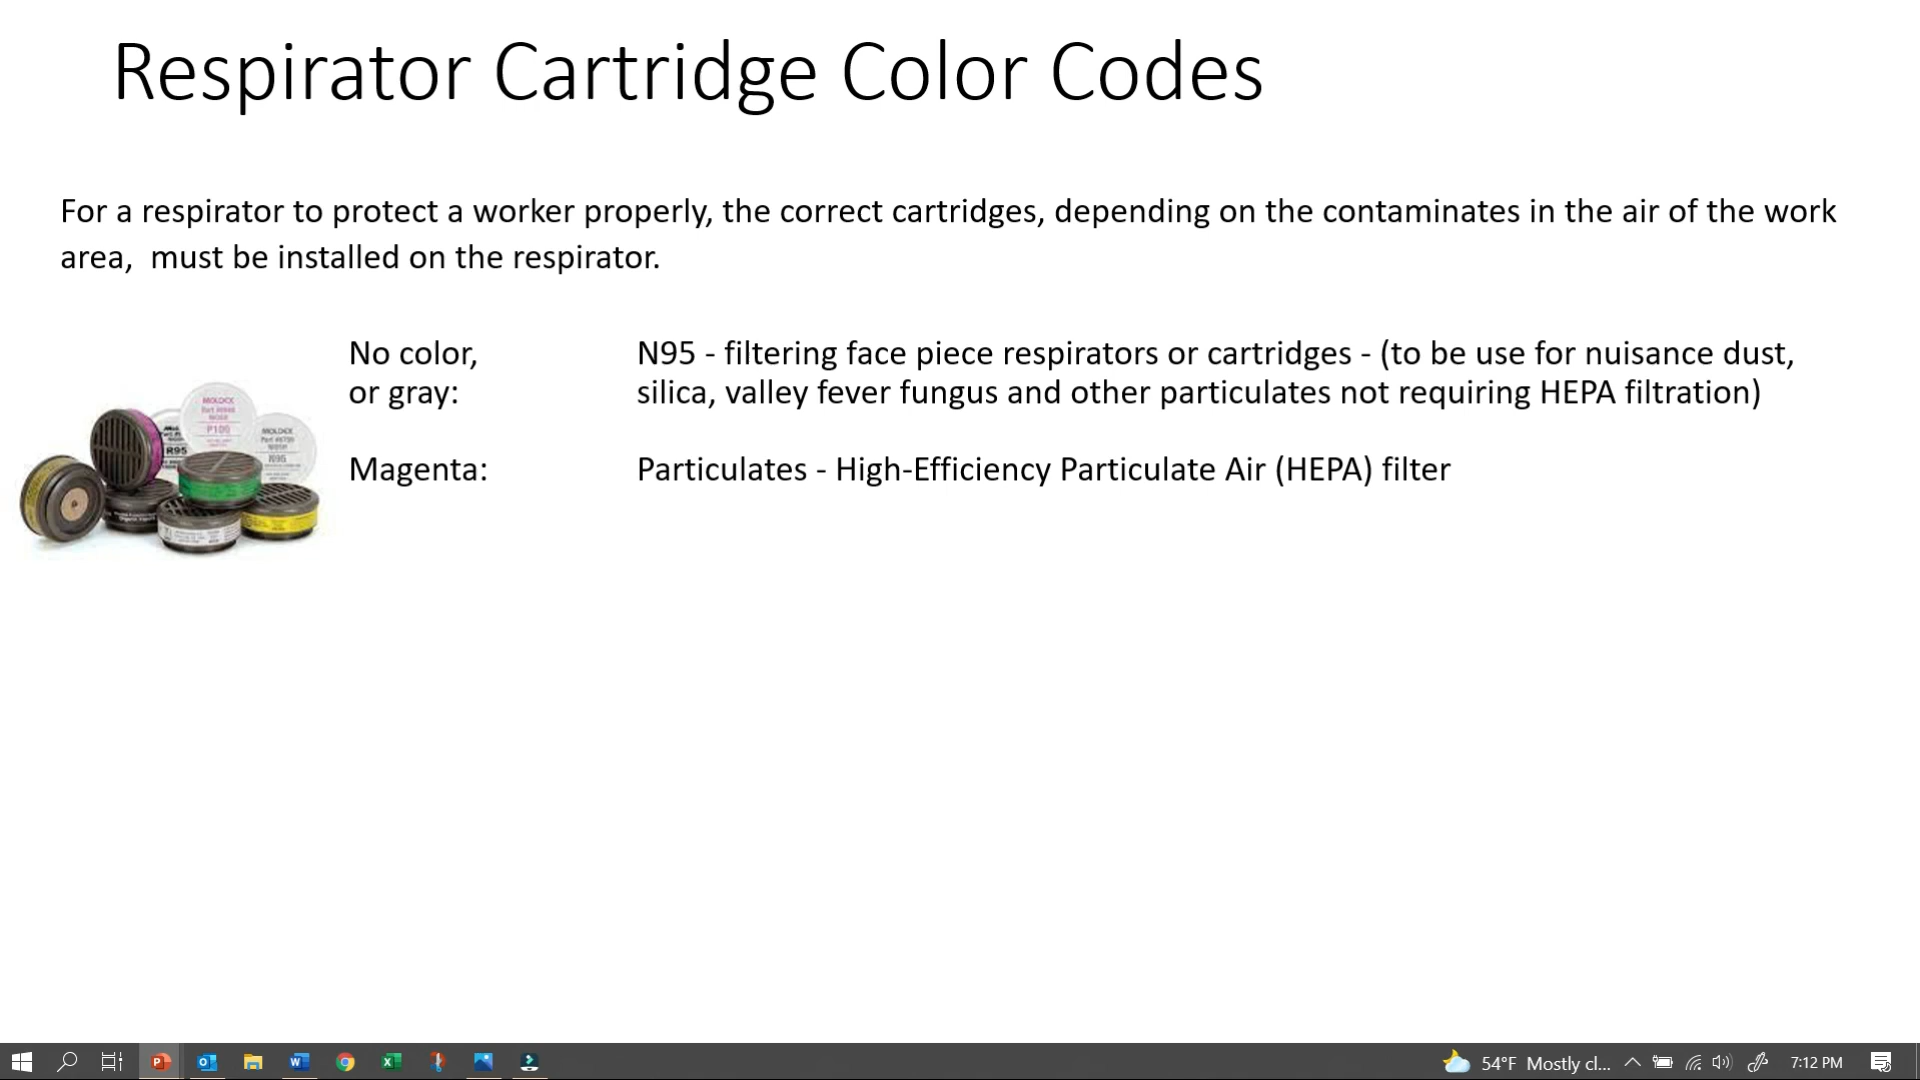 Respirator Cartridge Color Codes
For a respirator to protect a worker properly, the correct cartridges, depending on the contaminates in the air of the work
area,  must be installed on the respirator.
No color,
or gray:
N95 - filtering face piece respirators or cartridges - (to be use for nuisance dust,
silica, valley fever fungus and other particulates not requiring HEPA filtration)
Magenta:
Particulates - High-Efficiency Particulate Air (HEPA) filter
MOLDEX
P100
R95
MOLDEX
54°F Mostly cl...
7:12 PM